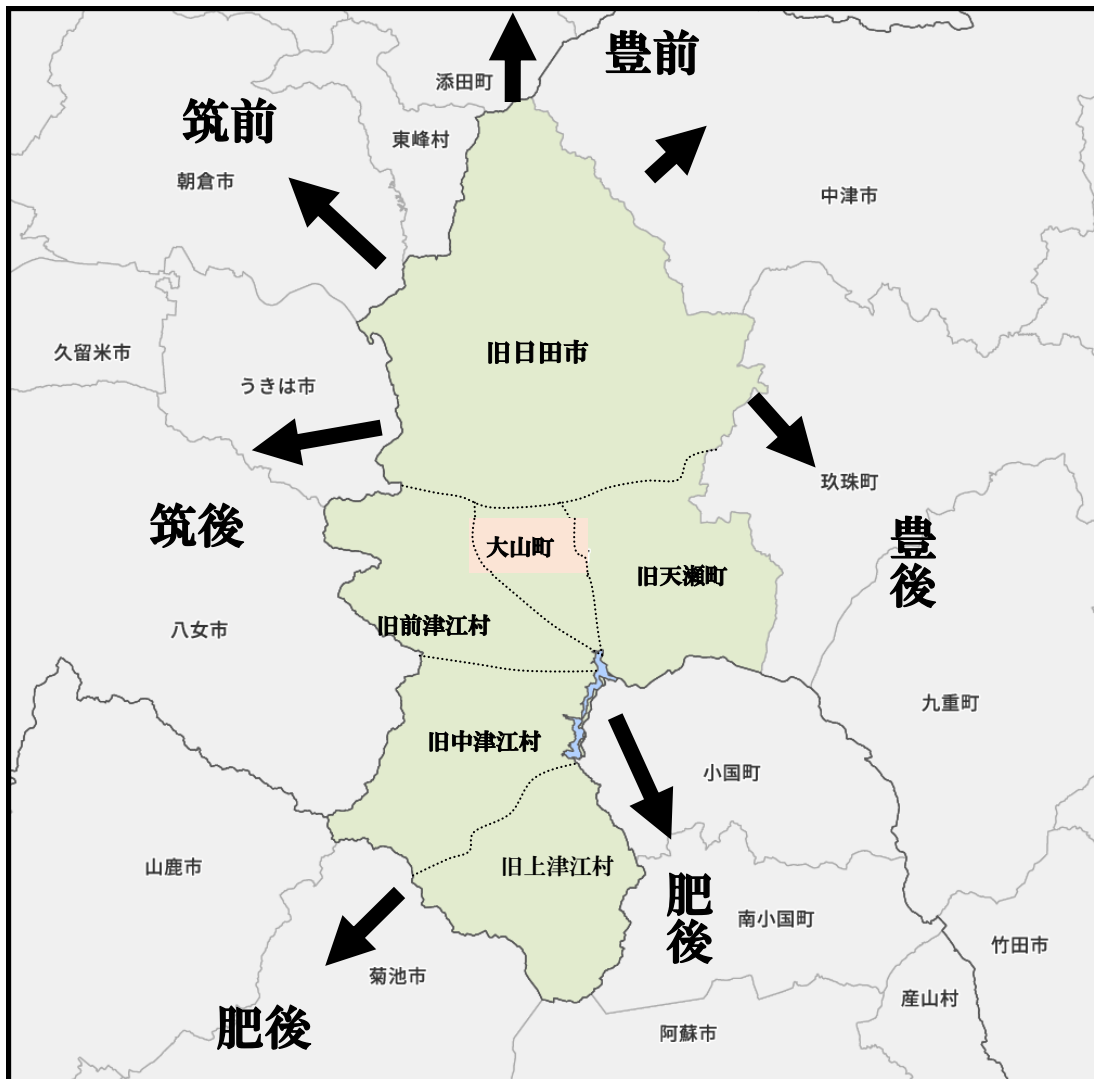 豊前
添田町
筑前
東峰村
朝倉市
中津市
久留米市
旧日田市
うきは市
玖珠町
筑後
豊後
大山町
旧天瀬町
旧前津江村
八女市
九重町
旧中津江村
小国町
山鹿市
旧上津江村
肥後
南小国町
竹田市
菊池市
産山村
肥後
阿蘇市